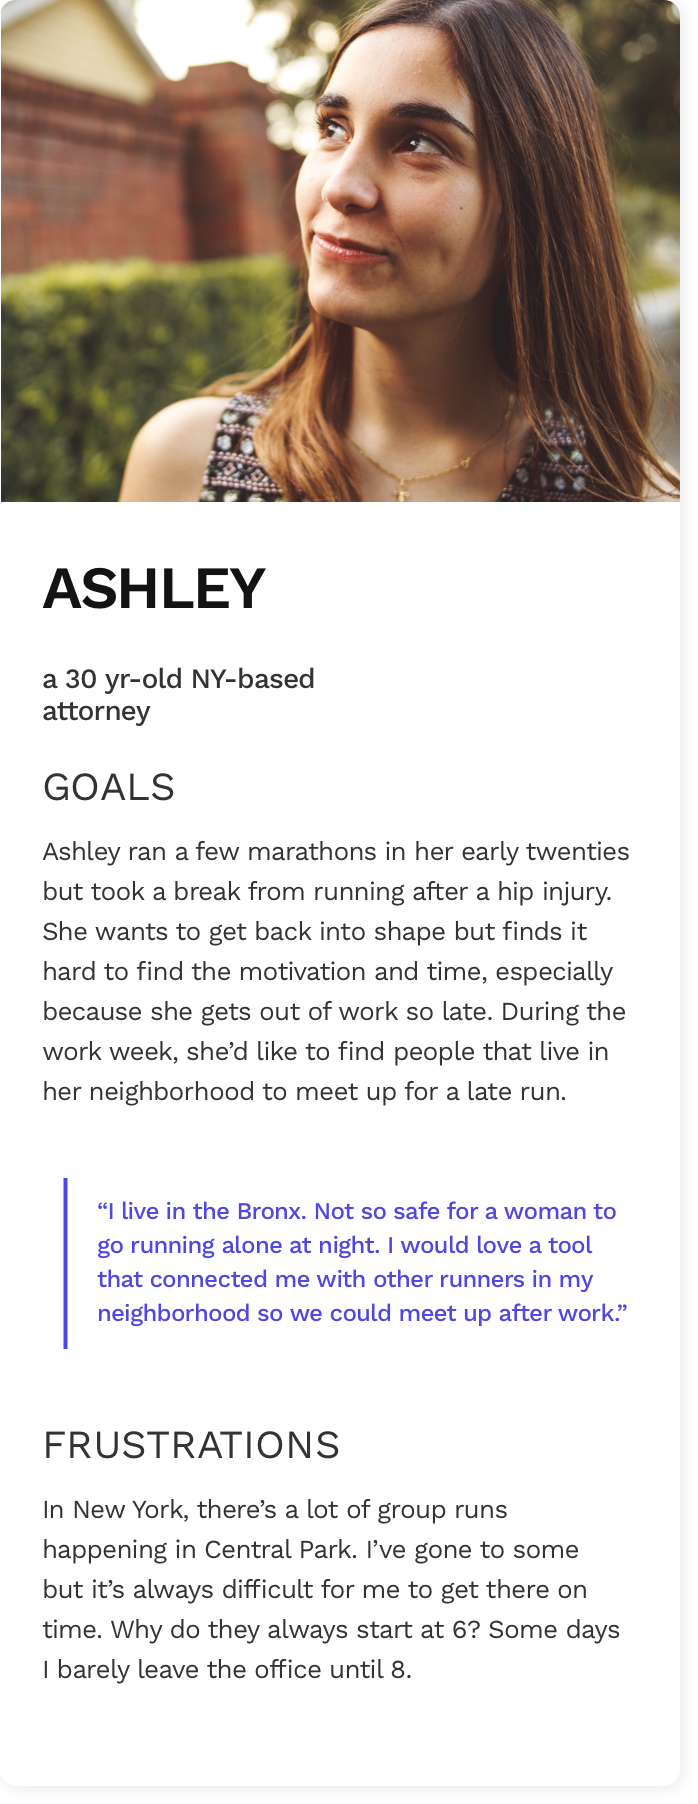 ASHLEY
a 30 yr-old NY-based
attorney
GOALS
Ashley ran a few marathons in her early twenties
but took a break from running after a hip injury.
She wants to get back into shape but finds it
hard to find the motivation and time, especially
because she gets out of work so late. During the
work week, she’d like to find people that live in
her neighborhood to meet up for a late run.
“I live in the Bronx. Not so safe for a woman to
go running alone at night. I would love a tool
that connected me with other runners in my
neighborhood so we could meet up after work.”
FRUSTRATIONS
In New York, there’s a lot of group runs
happening in Central Park. I’ve gone to some
but it’s always difficult for me to get there on
time. Why do they always start at 6? Some days
I barely leave the office until 8.